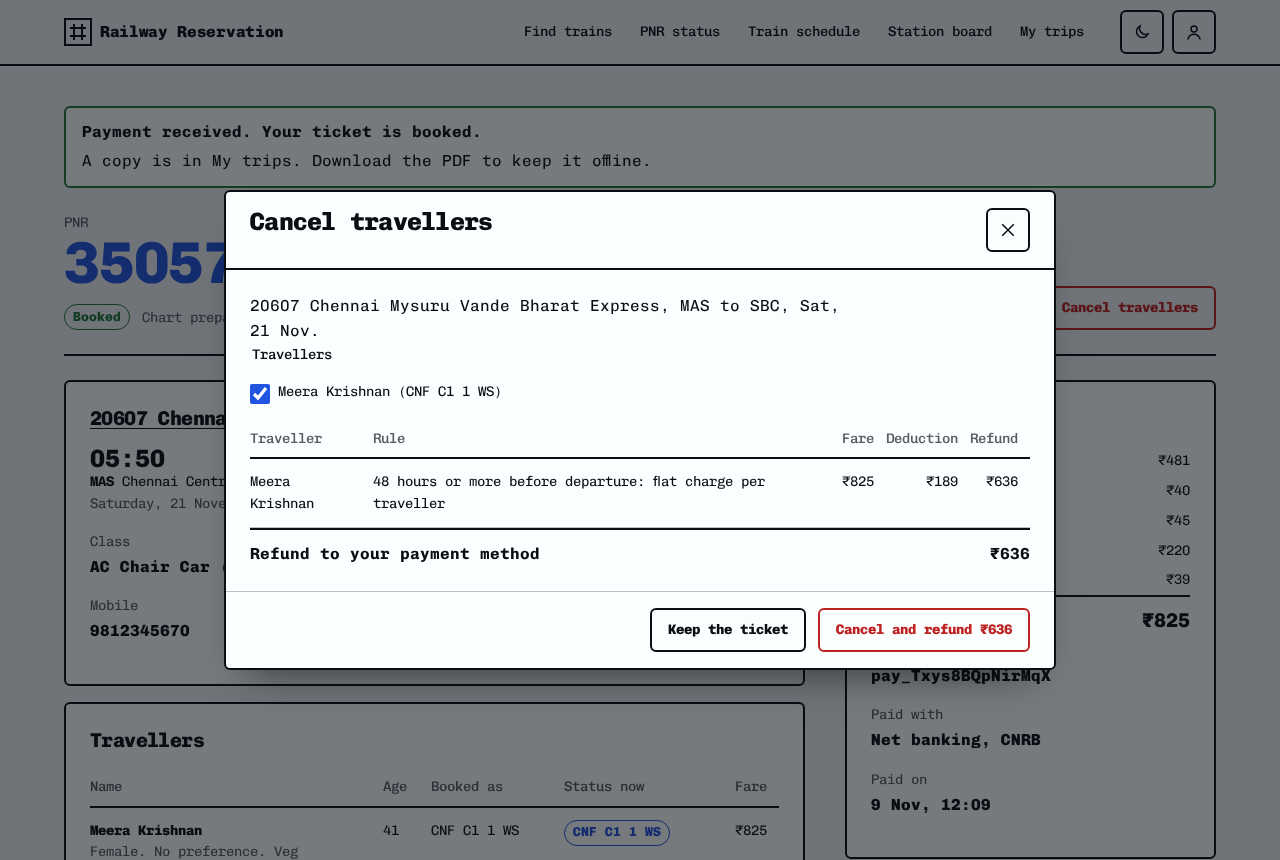 Railway Reservation
Find trains
PNR status
Train schedule
Station board
My trips
Payment received. Your ticket is booked.
A copy is in My trips. Download the PDF to keep it offline.
PNR
35057
Booked
Cancel travellers
Cancel travellers
20607 Chennai Mysuru Vande Bharat Express, MAS to SBC, Sat,
21 Nov.
Travellers
Meera Krishnan (CNF C1 1 WS)
Traveller Rule Fare Deduction Refund
Meera Krishnan 48 hours or more before departure: flat charge per traveller ₹825 ₹189 ₹636
Refund to your payment method ₹636
Keep the ticket
Cancel and refund ₹636
20607 Chenna
05:50
MAS Chennai Centr
Saturday, 21 Nove
Class
AC Chair Car
Mobile
9812345670
₹481
₹40
₹45
₹220
₹39
₹825
pay_Txys8BQpNirMqX
Paid with
Net banking, CNRB
Paid on
9 Nov, 12:09
Travellers
Name Age Booked as Status now Fare
Meera Krishnan 41 CNF C1 1 WS CNF C1 1 WS ₹825
Female. No preference. Veg